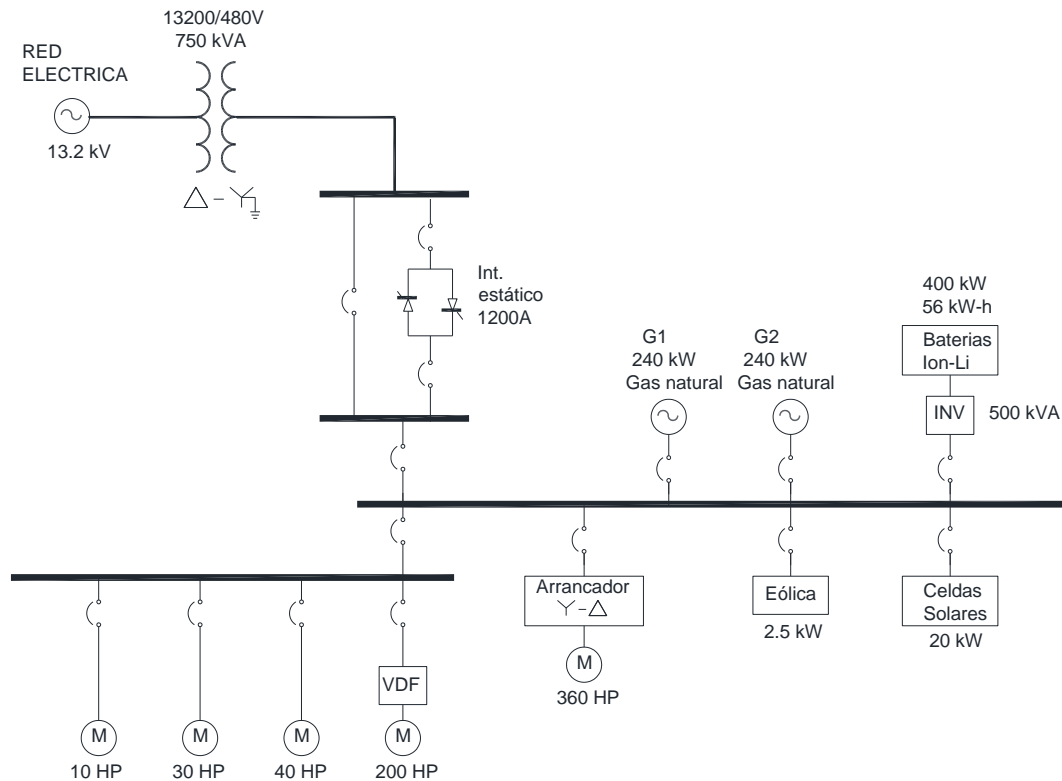 13200/480V
750 kVA
RED
ELECTRICA
13.2 kV
Int.
estático
1200A
G1
240 kW
Gas natural
G2
240 kW
Gas natural
400 kW
56 kW-h
Baterias
Ion-Li
INV
500 kVA
Arrancador
Eólica
2.5 kW
Celdas
Solares
20 kW
M
360 HP
VDF
M
M
M
M
10 HP
30 HP
40 HP
200 HP